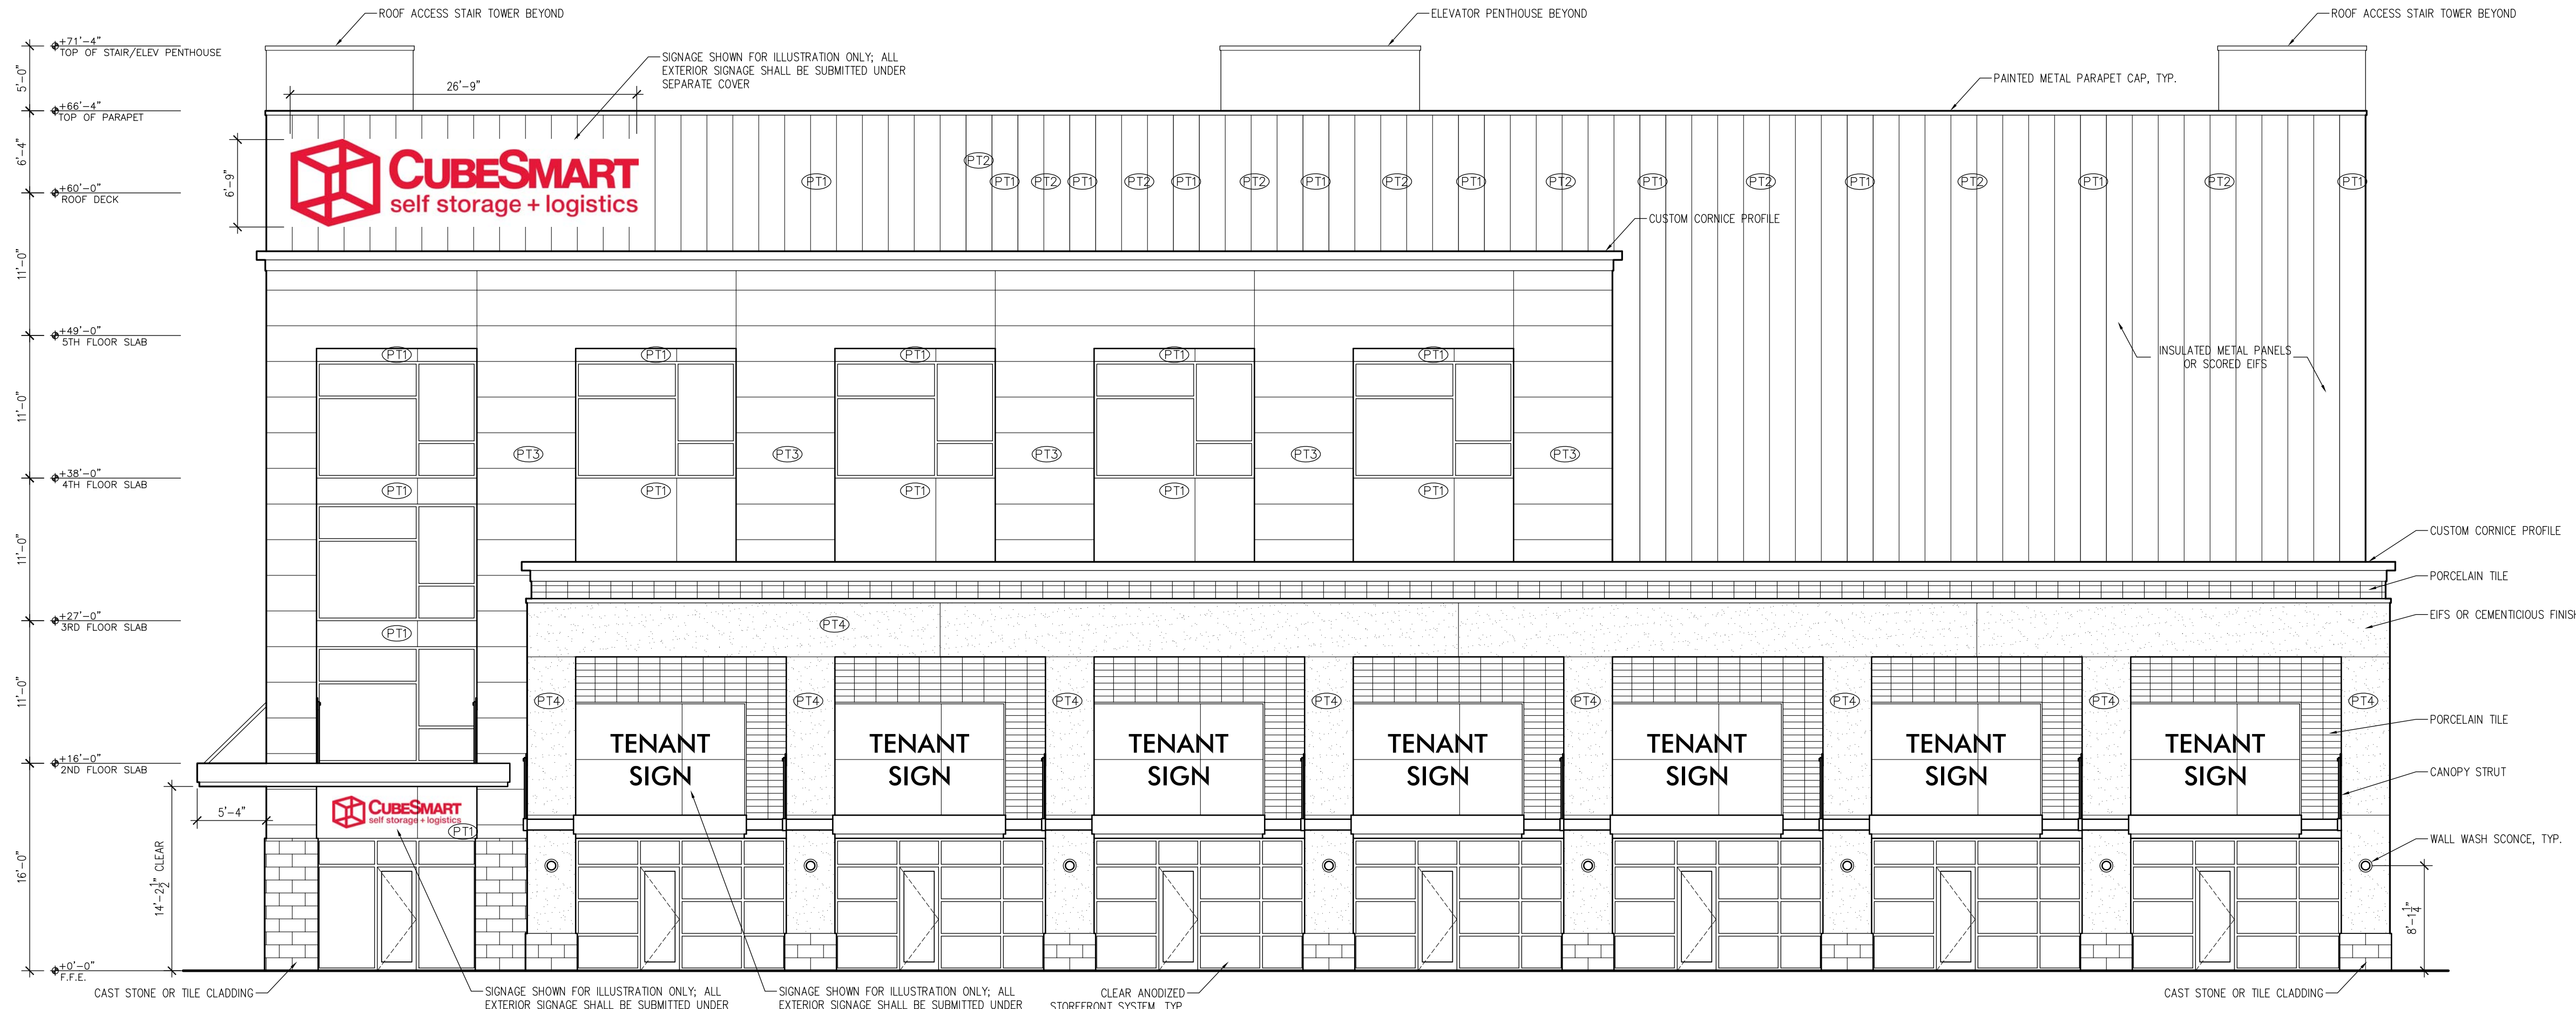 ROOF ACCESS STAIR TOWER BEYOND
ELEVATOR PENTHOUSE BEYOND
ROOF ACCESS STAIR TOWER BEYOND
+71'-4"
TOP OF STAIR/ELEV PENTHOUSE
5'-0"
SIGNAGE SHOWN FOR ILLUSTRATION ONLY; ALL
EXTERIOR SIGNAGE SHALL BE SUBMITTED UNDER
SEPARATE COVER
PAINTED METAL PARAPET CAP, TYP.
26'-9"
+66'-4"
TOP OF PARAPET
6'-4"
6'-9"
CUBESMART
self storage + logistics
PT2
PT1
PT1
PT2
PT1
PT2
PT1
PT2
PT1
PT2
PT1
PT2
PT1
PT2
PT1
PT2
PT1
PT2
PT1
+60'-0"
ROOF DECK
CUSTOM CORNICE PROFILE
11'-0"
+49'-0"
5TH FLOOR SLAB
PT1
PT1
PT1
PT1
PT1
INSULATED METAL PANELS
OR SCORED EIFS
11'-0"
PT3
PT3
PT3
PT3
PT3
+38'-0"
4TH FLOOR SLAB
PT1
PT1
PT1
PT1
PT1
11'-0"
CUSTOM CORNICE PROFILE
PORCELAIN TILE
+27'-0"
3RD FLOOR SLAB
PT1
PT4
EIFS OR CEMENTICIOUS FINISH
11'-0"
PT4
PT4
PT4
PT4
PT4
PT4
PT4
PT4
PORCELAIN TILE
TENANT
SIGN
TENANT
SIGN
TENANT
SIGN
TENANT
SIGN
TENANT
SIGN
TENANT
SIGN
TENANT
SIGN
+16'-0"
2ND FLOOR SLAB
CANOPY STRUT
5'-4"
CUBESMART
self storage + logistics
PT1
WALL WASH SCONCE, TYP.
16'-0"
14'-2½" CLEAR
8'-1¼"
+0'-0"
F.F.E.
CAST STONE OR TILE CLADDING
SIGNAGE SHOWN FOR ILLUSTRATION ONLY; ALL
EXTERIOR SIGNAGE SHALL BE SUBMITTED UNDER
SIGNAGE SHOWN FOR ILLUSTRATION ONLY; ALL
EXTERIOR SIGNAGE SHALL BE SUBMITTED UNDER
CLEAR ANODIZED
STOREFRONT SYSTEM, TYP
CAST STONE OR TILE CLADDING